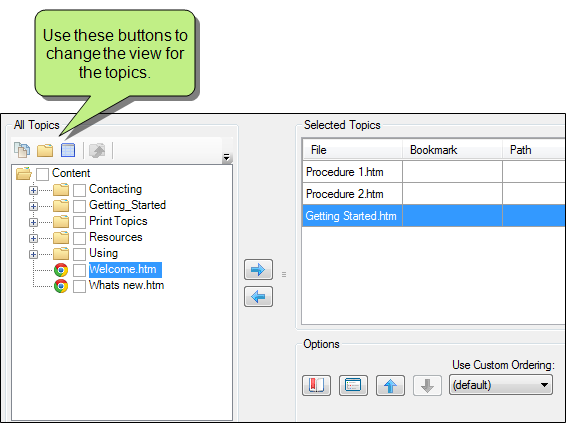 Use these buttons to
change the view for
the topics.
All Topics
Content
Contacting
Getting_Started
Print Topics
Resources
Using
Welcome.htm
Whats new.htm
Selected Topics
File Bookmark Path
Procedure 1.htm
Procedure 2.htm
Getting Started.htm
Options
Use Custom Ordering:
(default)